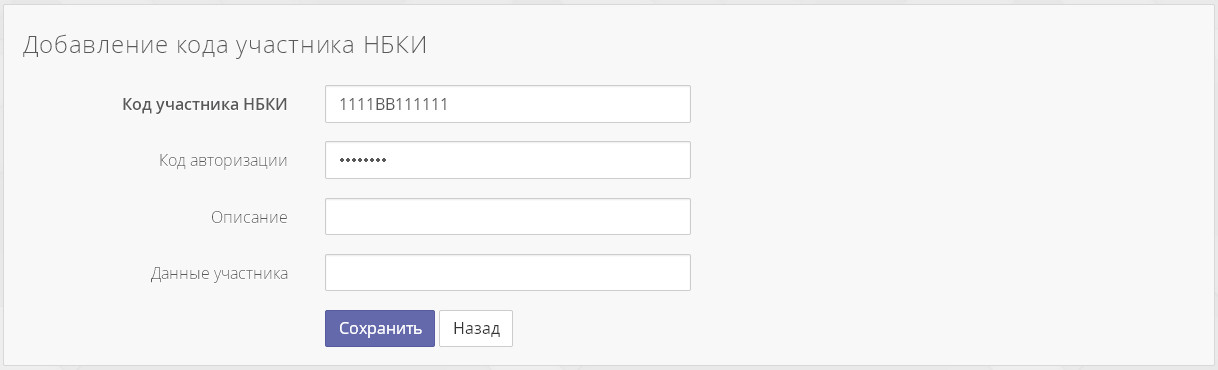 Добавление кода участника НБКИ
Код участника НБКИ 1111BB111111
Код авторизации ••••••••
Описание
Данные участника
Сохранить Назад